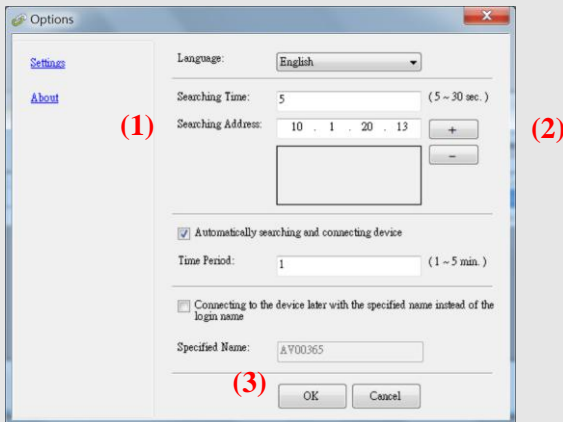 Options
Settings
About
Language: English
Searching Time: 5 ( 5 ~ 30 sec. )
(1) Searching Address: 10 . 1 . 20 . 13 + (2)
−
Automatically searching and connecting device
Time Period: 1 ( 1 ~ 5 min. )
Connecting to the device later with the specified name instead of the
login name
Specified Name: AV00365
(3) OK Cancel